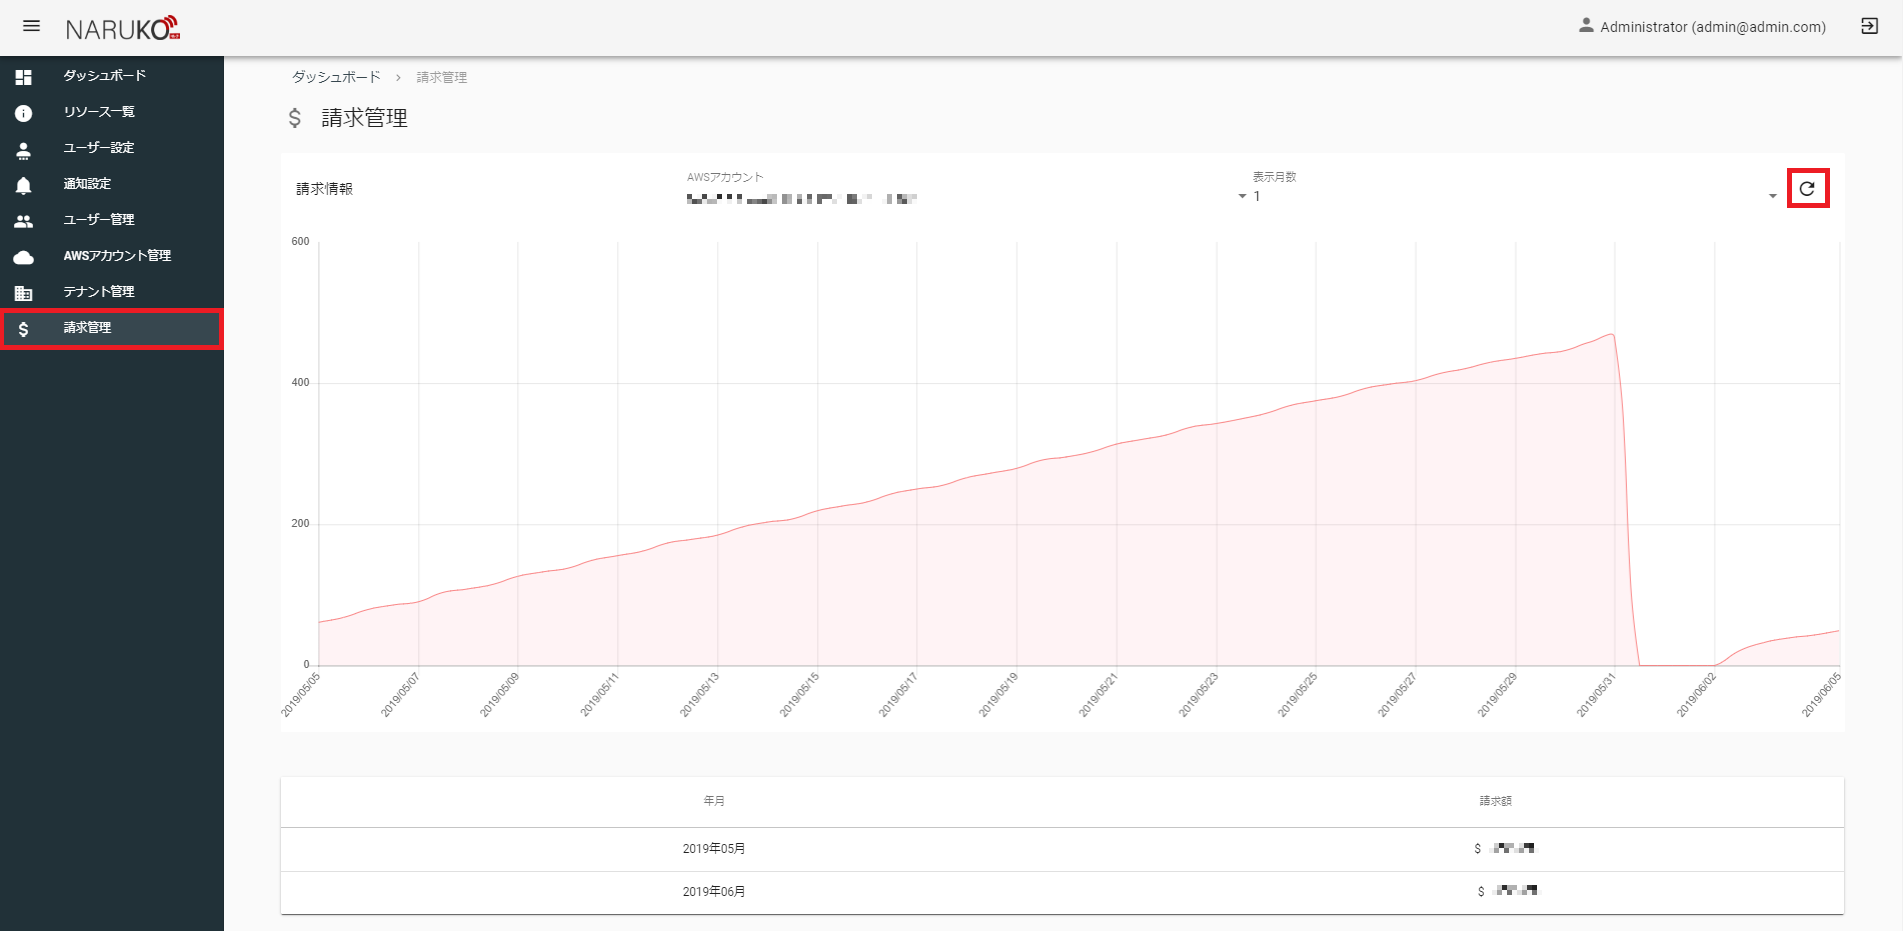 NARUKO
Administrator (admin@admin.com)
ダッシュボード
リソース一覧
ユーザー設定
通知設定
ユーザー管理
AWSアカウント管理
テナント管理
$ 請求管理
ダッシュボード › 請求管理
$ 請求管理
請求情報
AWSアカウント
表示月数
1
600
400
200
0
2019/05/05
2019/05/07
2019/05/09
2019/05/11
2019/05/13
2019/05/15
2019/05/17
2019/05/19
2019/05/21
2019/05/23
2019/05/25
2019/05/27
2019/05/29
2019/05/31
2019/06/02
2019/06/05
年月 請求額
2019年05月 $
2019年06月 $